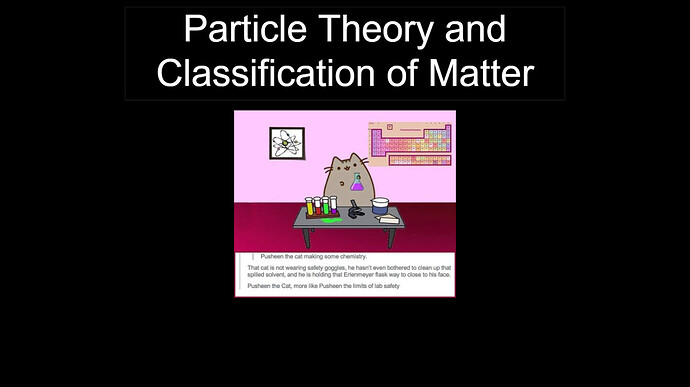 Particle Theory and
Classification of Matter
Pusheen the cat making some chemistry.
That cat is not wearing safety goggles, he hasn't even bothered to clean up that
spilled solvent, and he is holding that Erlenmeyer flask way to close to his face.
Pusheen the Cat, more like Pusheen the limits of lab safety